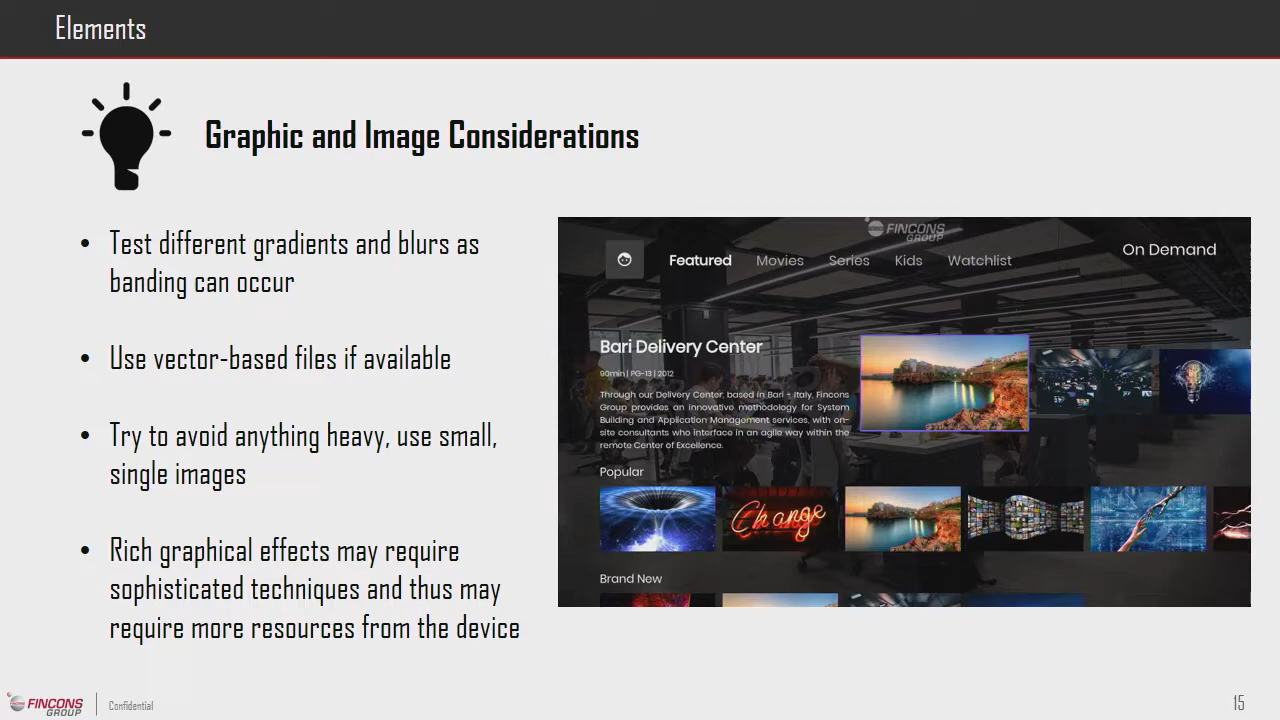 Elements
Graphic and Image Considerations
• Test different gradients and blurs as
banding can occur
• Use vector-based files if available
• Try to avoid anything heavy, use small,
single images
• Rich graphical effects may require
sophisticated techniques and thus may
require more resources from the device
FINCONS
GROUP
On Demand
Featured Movies Series Kids Watchlist
Bari Delivery Center
90min | PG-13 | 2012
Through our Delivery Center, based in Bari - Italy, Fincons
Group provides an innovative methodology for System
Building and Application Management services, with on-
site consultants who interface in an agile way within the
remote Center of Excellence.
Popular
Change
Brand New
FINCONS
GROUP
Confidential
15